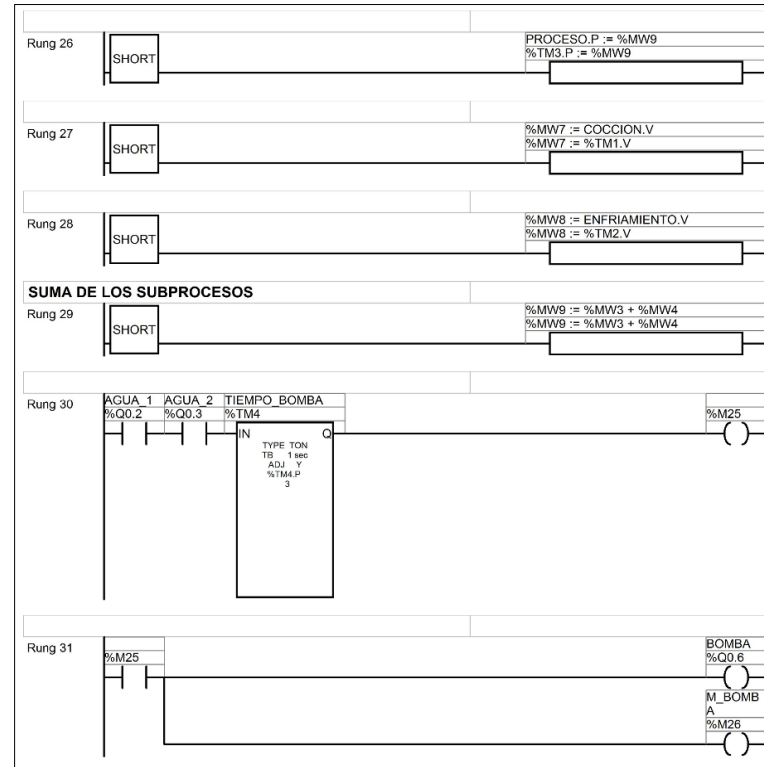 Rung 26
SHORT
PROCESO.P := %MW9
%TM3.P := %MW9
Rung 27
SHORT
%MW7 := COCCION.V
%MW7 := %TM1.V
Rung 28
SHORT
%MW8 := ENFRIAMIENTO.V
%MW8 := %TM2.V
SUMA DE LOS SUBPROCESOS
Rung 29
SHORT
%MW9 := %MW3 + %MW4
%MW9 := %MW3 + %MW4
Rung 30
AGUA_1 AGUA_2 TIEMPO_BOMBA
%Q0.2 %Q0.3 %TM4 %M25
IN Q
TYPE TON
TB 1 sec
ADJ Y
%TM4.P
3
Rung 31
%M25
BOMBA
%Q0.6
M_BOMB
A
%M26